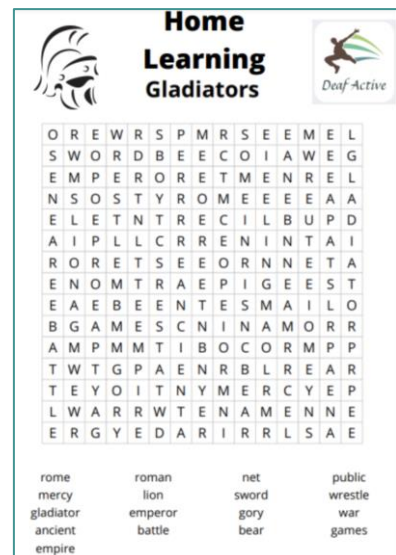 Home
Learning
Gladiators
Deaf Active
O R E W R S P M R S E E M E L
S W O R D B E E C O I A W E G
E M P E R O R E T M E N R E L
N S O S T Y R O M E E E E A A
E L E T N T R E C I L B U P D
A I P L L C R R E N I N T A I
R O R E T S E E O R N N E T A
E N O M T R A E P I G E E S T
E A E B E E N T E S M A I L O
B G A M E S C N I N A M O R R
A M P M M T I B O C O R M P P
T W T G P A E N R B L R E A R
T E Y O I T N Y M E R C Y E P
L W A R R W T E N A M E N N E
E R G Y E D A R I R R L S A E
rome roman net public
mercy lion sword wrestle
gladiator emperor gory war
ancient battle bear games
empire